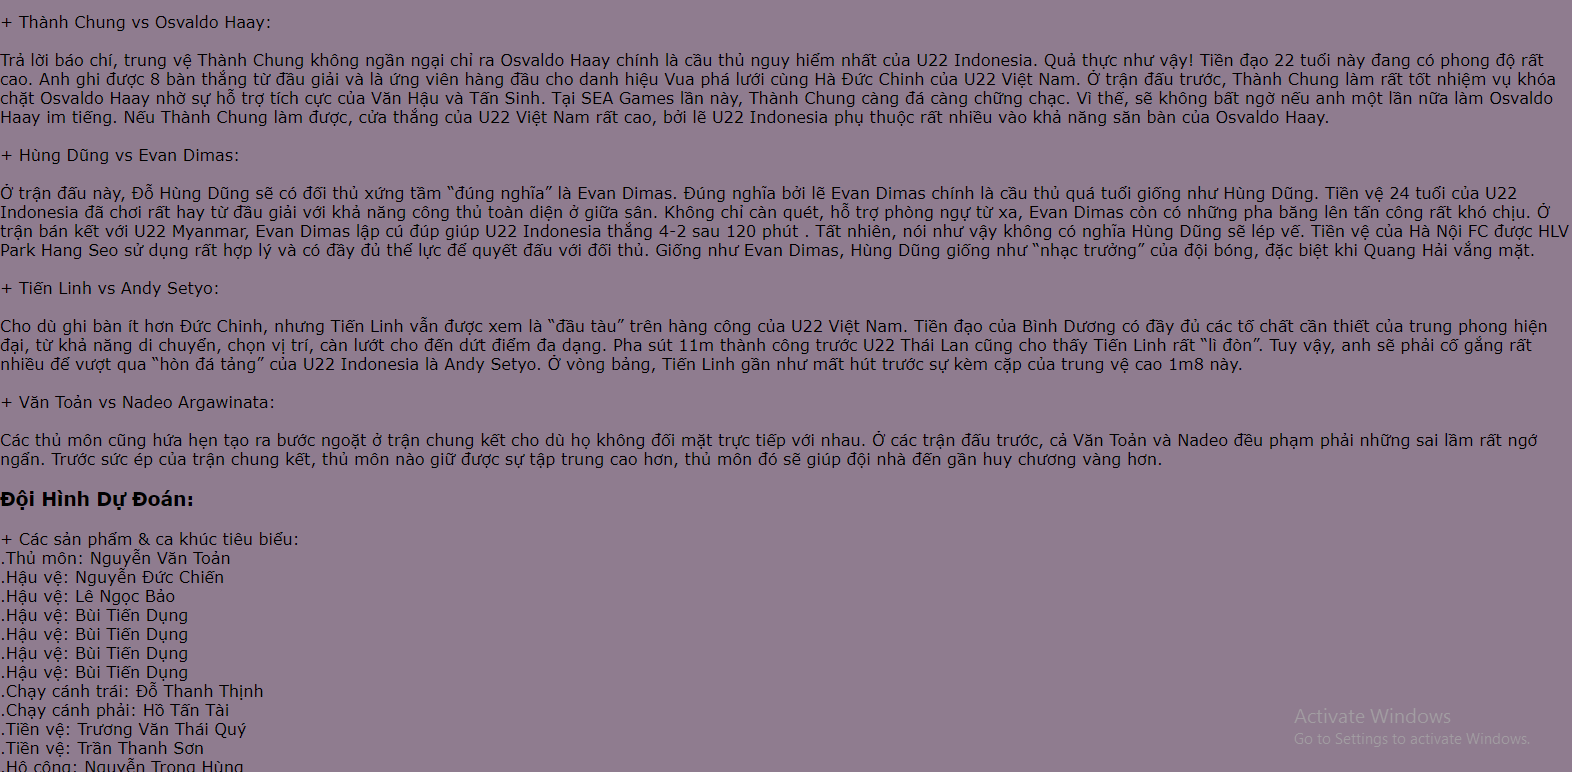 + Thành Chung vs Osvaldo Haay:
Trả lời báo chí, trung vệ Thành Chung không ngần ngại chỉ ra Osvaldo Haay chính là cầu thủ nguy hiểm nhất của U22 Indonesia. Quả thực như vậy! Tiền đạo 22 tuổi này đang có phong độ rất
cao. Anh ghi được 8 bàn thắng từ đầu giải và là ứng viên hàng đầu cho danh hiệu Vua phá lưới cùng Hà Đức Chinh của U22 Việt Nam. Ở trận đấu trước, Thành Chung làm rất tốt nhiệm vụ khóa
chặt Osvaldo Haay nhờ sự hỗ trợ tích cực của Văn Hậu và Tấn Sinh. Tại SEA Games lần này, Thành Chung càng đá càng chững chạc. Vì thế, sẽ không bất ngờ nếu anh một lần nữa làm Osvaldo
Haay im tiếng. Nếu Thành Chung làm được, cửa thắng của U22 Việt Nam rất cao, bởi lẽ U22 Indonesia phụ thuộc rất nhiều vào khả năng săn bàn của Osvaldo Haay.
+ Hùng Dũng vs Evan Dimas:
Ở trận đấu này, Đỗ Hùng Dũng sẽ có đối thủ xứng tầm “đúng nghĩa” là Evan Dimas. Đúng nghĩa bởi lẽ Evan Dimas chính là cầu thủ quá tuổi giống như Hùng Dũng. Tiền vệ 24 tuổi của U22
Indonesia đã chơi rất hay từ đầu giải với khả năng công thủ toàn diện ở giữa sân. Không chỉ càn quét, hỗ trợ phòng ngự từ xa, Evan Dimas còn có những pha băng lên tấn công rất khó chịu. Ở
trận bán kết với U22 Myanmar, Evan Dimas lập cú đúp giúp U22 Indonesia thắng 4-2 sau 120 phút . Tất nhiên, nói như vậy không có nghĩa Hùng Dũng sẽ lép vế. Tiền vệ của Hà Nội FC được HLV
Park Hang Seo sử dụng rất hợp lý và có đầy đủ thể lực để quyết đấu với đối thủ. Giống như Evan Dimas, Hùng Dũng giống như “nhạc trưởng” của đội bóng, đặc biệt khi Quang Hải vắng mặt.
+ Tiến Linh vs Andy Setyo:
Cho dù ghi bàn ít hơn Đức Chinh, nhưng Tiến Linh vẫn được xem là “đầu tàu” trên hàng công của U22 Việt Nam. Tiền đạo của Bình Dương có đầy đủ các tố chất cần thiết của trung phong hiện
đại, từ khả năng di chuyển, chọn vị trí, càn lướt cho đến dứt điểm đa dạng. Pha sút 11m thành công trước U22 Thái Lan cũng cho thấy Tiến Linh rất “lì đòn”. Tuy vậy, anh sẽ phải cố gắng rất
nhiều để vượt qua “hòn đá tảng” của U22 Indonesia là Andy Setyo. Ở vòng bảng, Tiến Linh gần như mất hút trước sự kèm cặp của trung vệ cao 1m8 này.
+ Văn Toản vs Nadeo Argawinata:
Các thủ môn cũng hứa hẹn tạo ra bước ngoặt ở trận chung kết cho dù họ không đối mặt trực tiếp với nhau. Ở các trận đấu trước, cả Văn Toản và Nadeo đều phạm phải những sai lầm rất ngớ
ngẩn. Trước sức ép của trận chung kết, thủ môn nào giữ được sự tập trung cao hơn, thủ môn đó sẽ giúp đội nhà đến gần huy chương vàng hơn.
Đội Hình Dự Đoán:
+ Các sản phẩm & ca khúc tiêu biểu:
.Thủ môn: Nguyễn Văn Toản
.Hậu vệ: Nguyễn Đức Chiến
.Hậu vệ: Lê Ngọc Bảo
.Hậu vệ: Bùi Tiến Dụng
.Hậu vệ: Bùi Tiến Dụng
.Hậu vệ: Bùi Tiến Dụng
.Hậu vệ: Bùi Tiến Dụng
.Chạy cánh trái: Đỗ Thanh Thịnh
.Chạy cánh phải: Hồ Tấn Tài
.Tiền vệ: Trương Văn Thái Quý
.Tiền vệ: Trần Thanh Sơn
.Hộ công: Nguyễn Trọng Hùng
Activate Windows
Go to Settings to activate Windows.